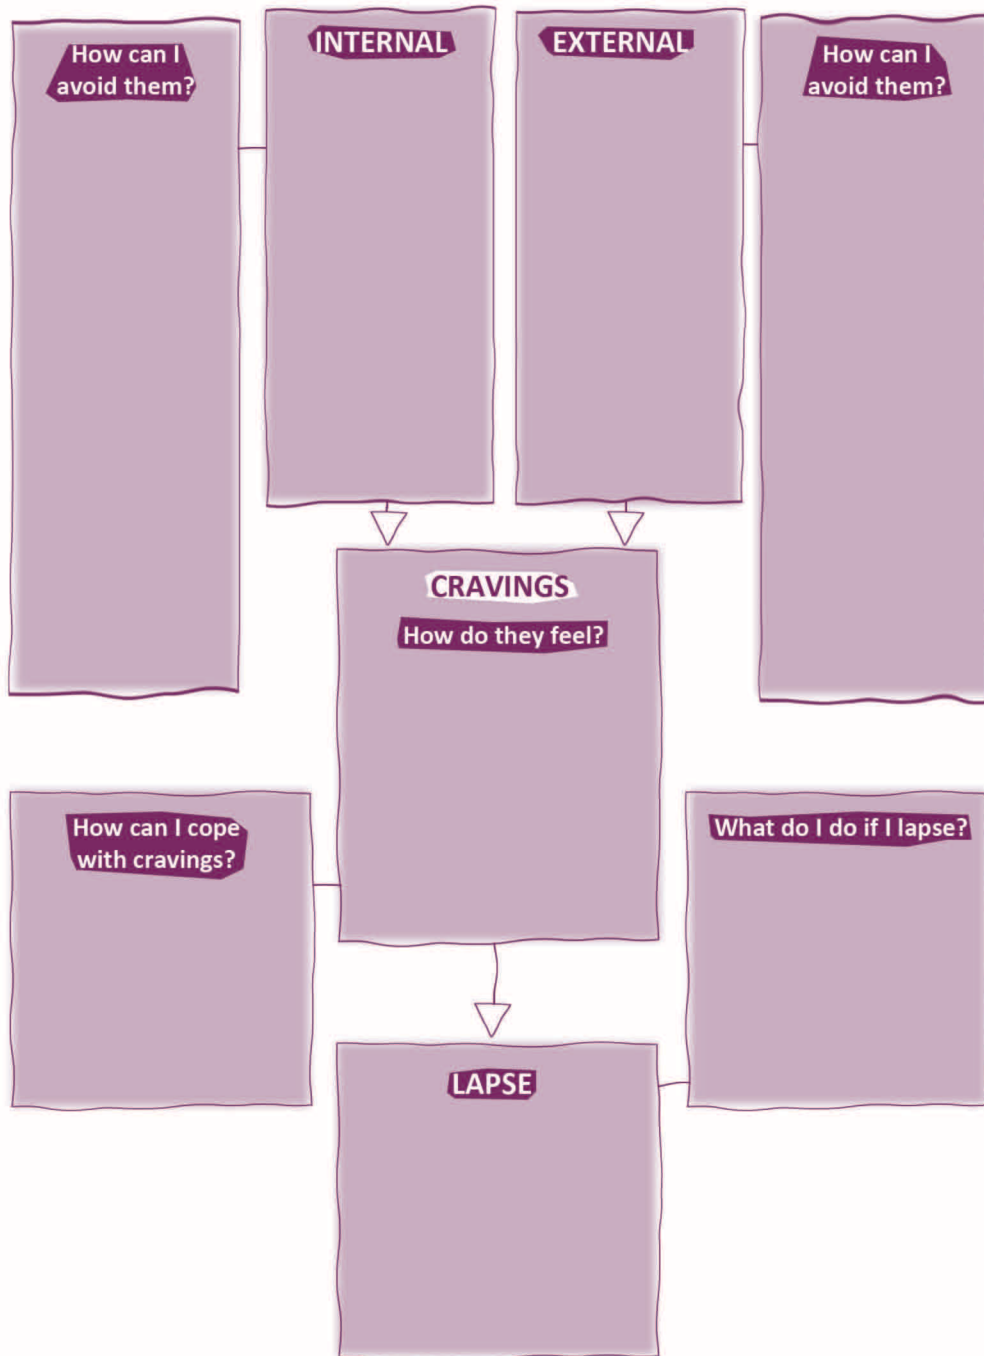 How can I
avoid them?
INTERNAL
EXTERNAL
How can I
avoid them?
CRAVINGS
How do they feel?
How can I cope
with cravings?
What do I do if I lapse?
LAPSE